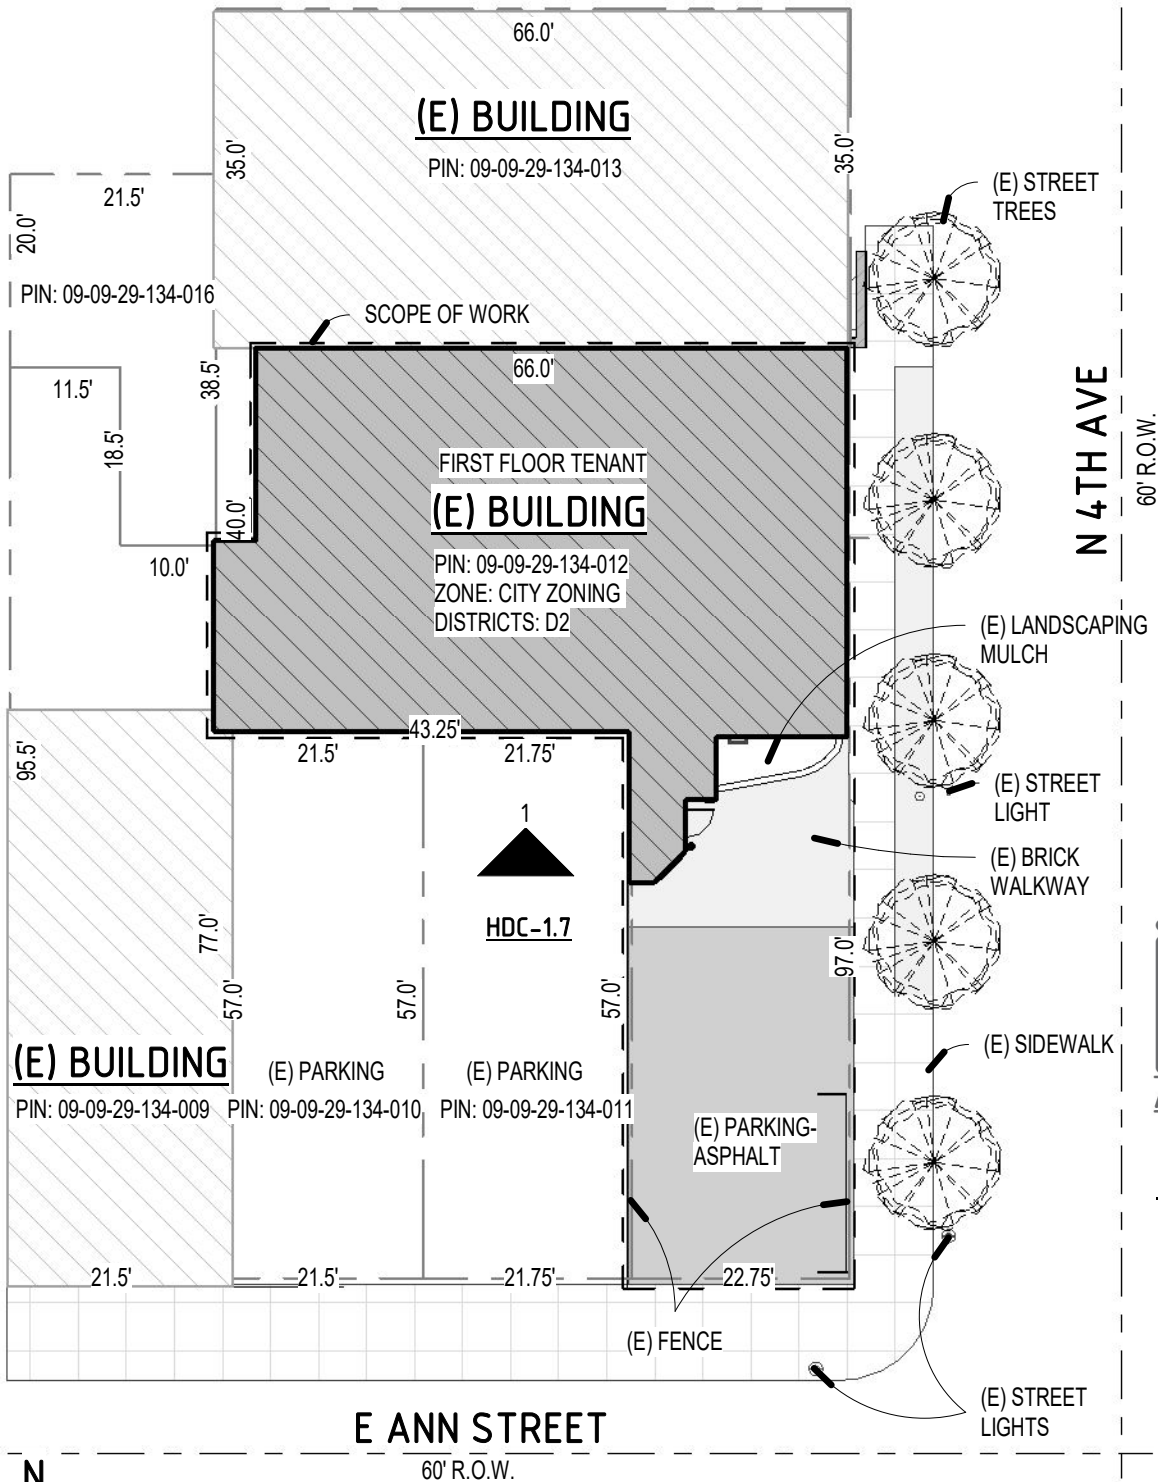 66.0'
(E) BUILDING
PIN: 09-09-29-134-013
35.0'
35.0'
(E) STREET
TREES
21.5'
20.0'
PIN: 09-09-29-134-016
SCOPE OF WORK
66.0'
11.5'
38.5'
18.5'
40.0'
10.0'
FIRST FLOOR TENANT
(E) BUILDING
PIN: 09-09-29-134-012
ZONE: CITY ZONING
DISTRICTS: D2
N 4TH AVE
60' R.O.W.
(E) LANDSCAPING
MULCH
43.25'
21.5'
21.75'
95.5'
(E) STREET
LIGHT
1
HDC-1.7
(E) BRICK
WALKWAY
77.0'
57.0'
57.0'
57.0'
97.0'
(E) SIDEWALK
(E) BUILDING
PIN: 09-09-29-134-009
(E) PARKING
PIN: 09-09-29-134-010
(E) PARKING
PIN: 09-09-29-134-011
(E) PARKING-
ASPHALT
21.5'
21.5'
21.75'
22.75'
(E) FENCE
(E) STREET
LIGHTS
E ANN STREET
60' R.O.W.
N